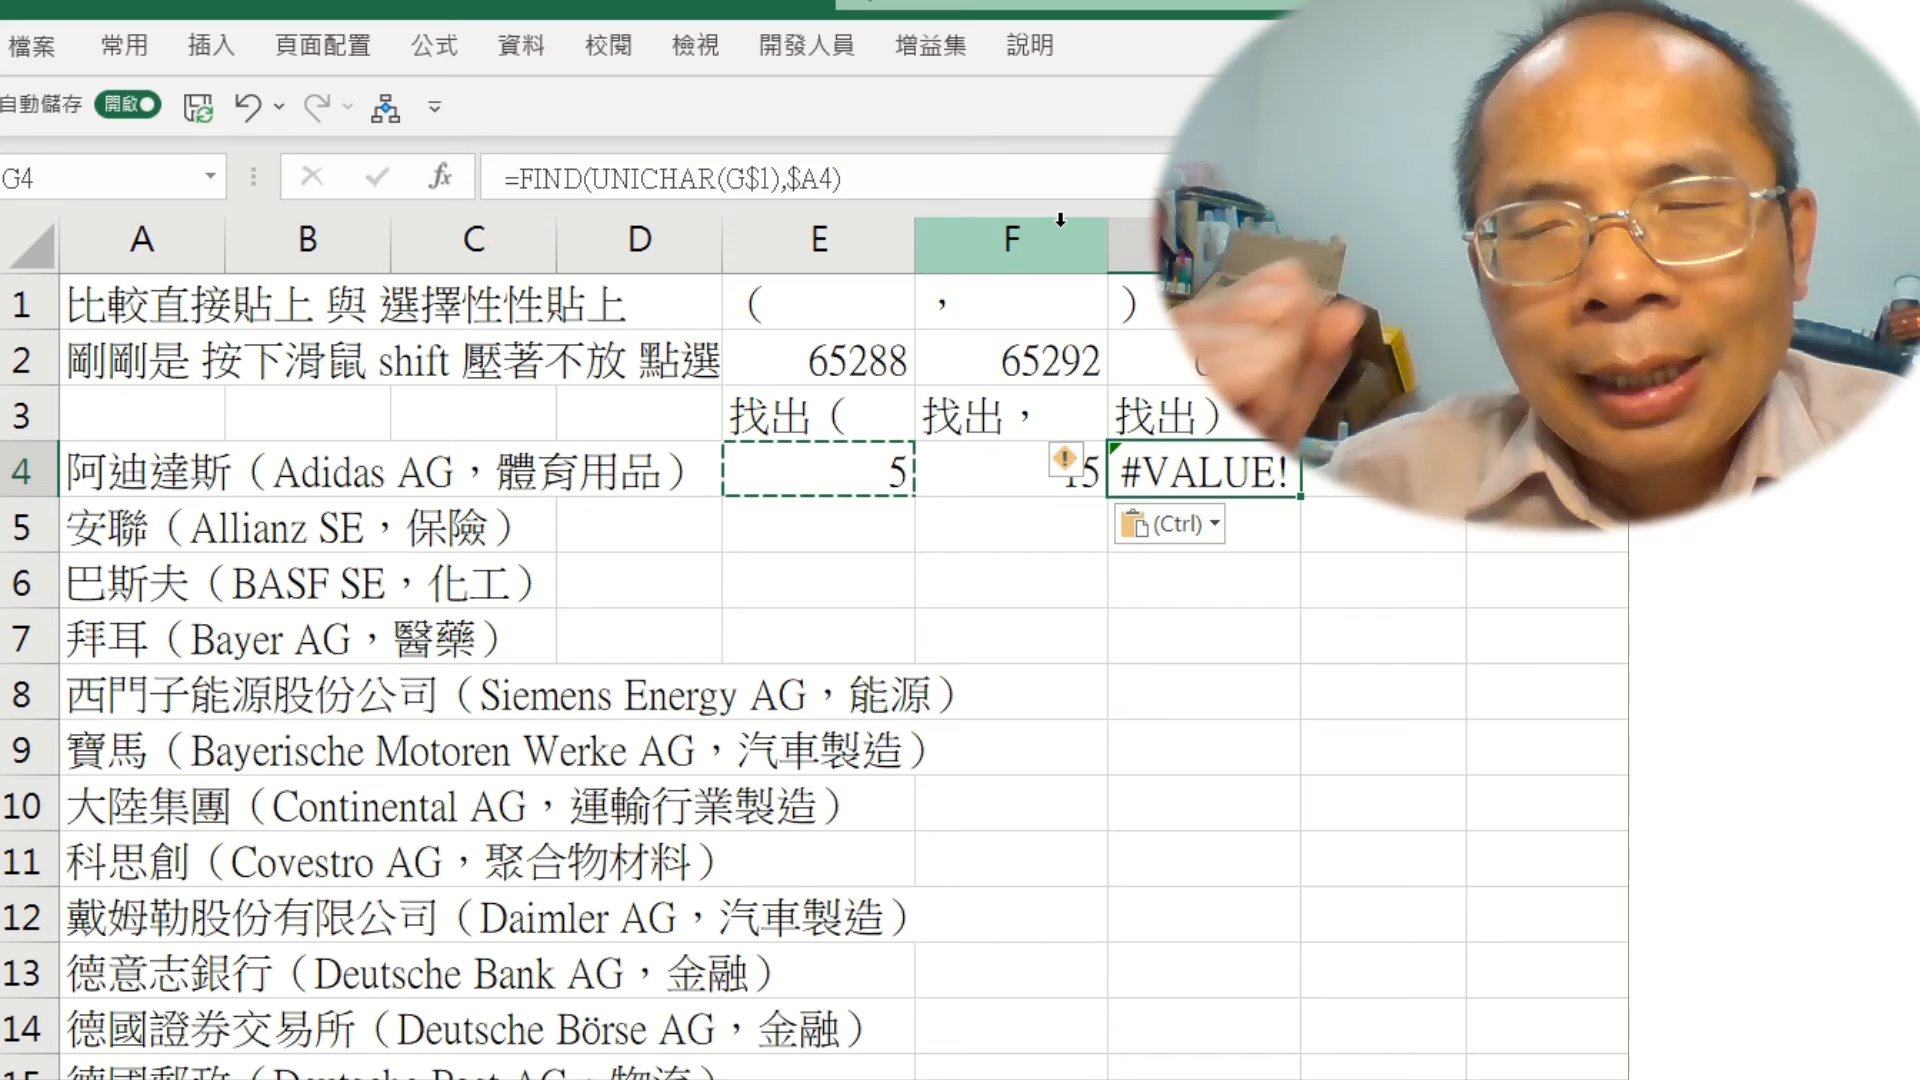 檔案 常用 插入 頁面配置 公式 資料 校閱 檢視 開發人員 增益集 說明
自動儲存 開啟
G4 fx =FIND(UNICHAR(G$1),$A4)
A B C D E F
1 比較直接貼上 與 選擇性性貼上 （ ， ）
2 剛剛是 按下滑鼠 shift 壓著不放 點選 65288 65292
3 找出（ 找出， 找出）
4 阿迪達斯（Adidas AG，體育用品） 5 15 #VALUE!
5 安聯（Allianz SE，保險）
(Ctrl)
6 巴斯夫（BASF SE，化工）
7 拜耳（Bayer AG，醫藥）
8 西門子能源股份公司（Siemens Energy AG，能源）
9 寶馬（Bayerische Motoren Werke AG，汽車製造）
10 大陸集團（Continental AG，運輸行業製造）
11 科思創（Covestro AG，聚合物材料）
12 戴姆勒股份有限公司（Daimler AG，汽車製造）
13 德意志銀行（Deutsche Bank AG，金融）
14 德國證券交易所（Deutsche Börse AG，金融）